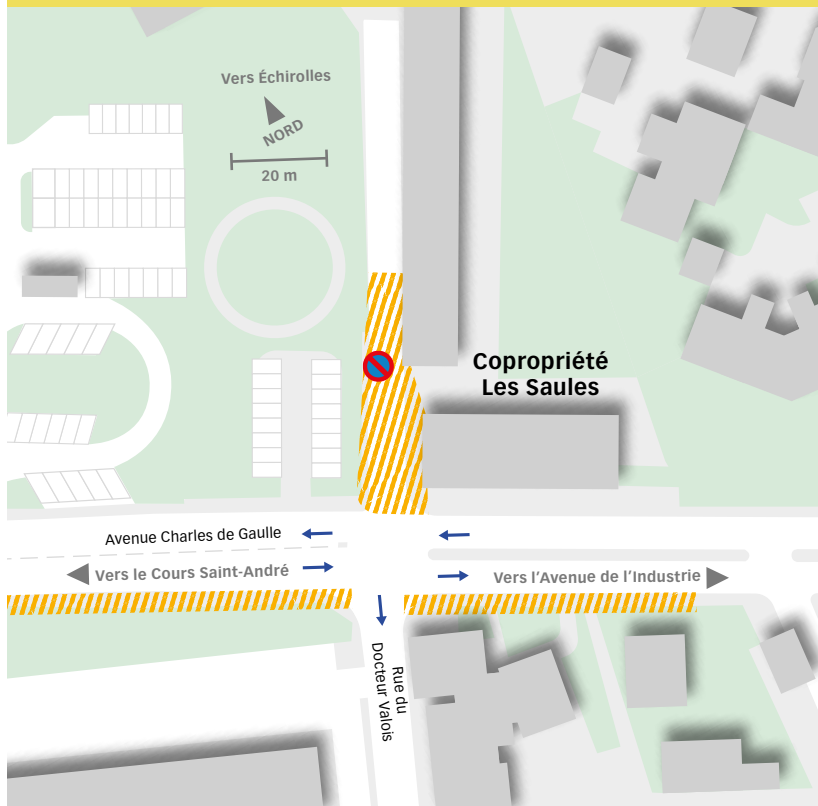 Vers Échirolles
NORD
20 m
Copropriété
Les Saules
Avenue Charles de Gaulle
Vers le Cours Saint-André
Vers l'Avenue de l'Industrie
Rue du
Docteur Valois